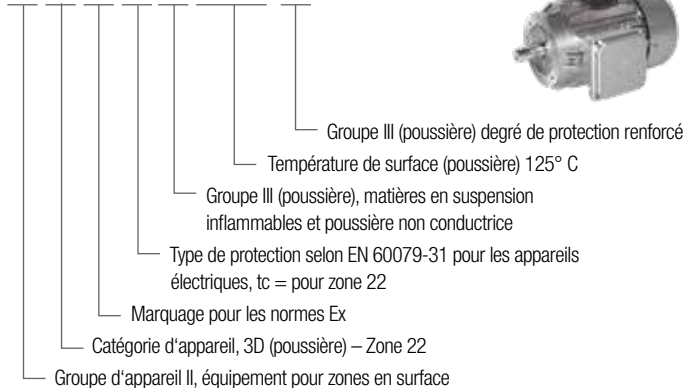 Groupe III (poussière) degré de protection renforcé
Température de surface (poussière) 125° C
Groupe III (poussière), matières en suspension
inflammables et poussière non conductrice
Type de protection selon EN 60079-31 pour les appareils
électriques, tc = pour zone 22
Marquage pour les normes Ex
Catégorie d‘appareil, 3D (poussière) – Zone 22
Groupe d‘appareil II, équipement pour zones en surface